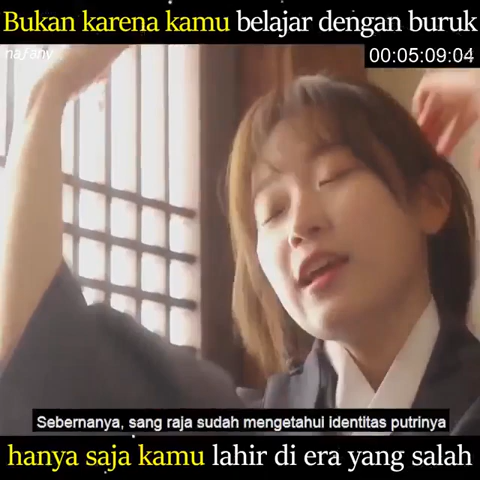 Bukan karena kamu belajar dengan buruk
nafany
00:05:09:04
Sebernanya, sang raja sudah mengetahui identitas putrinya
hanya saja kamu lahir di era yang salah